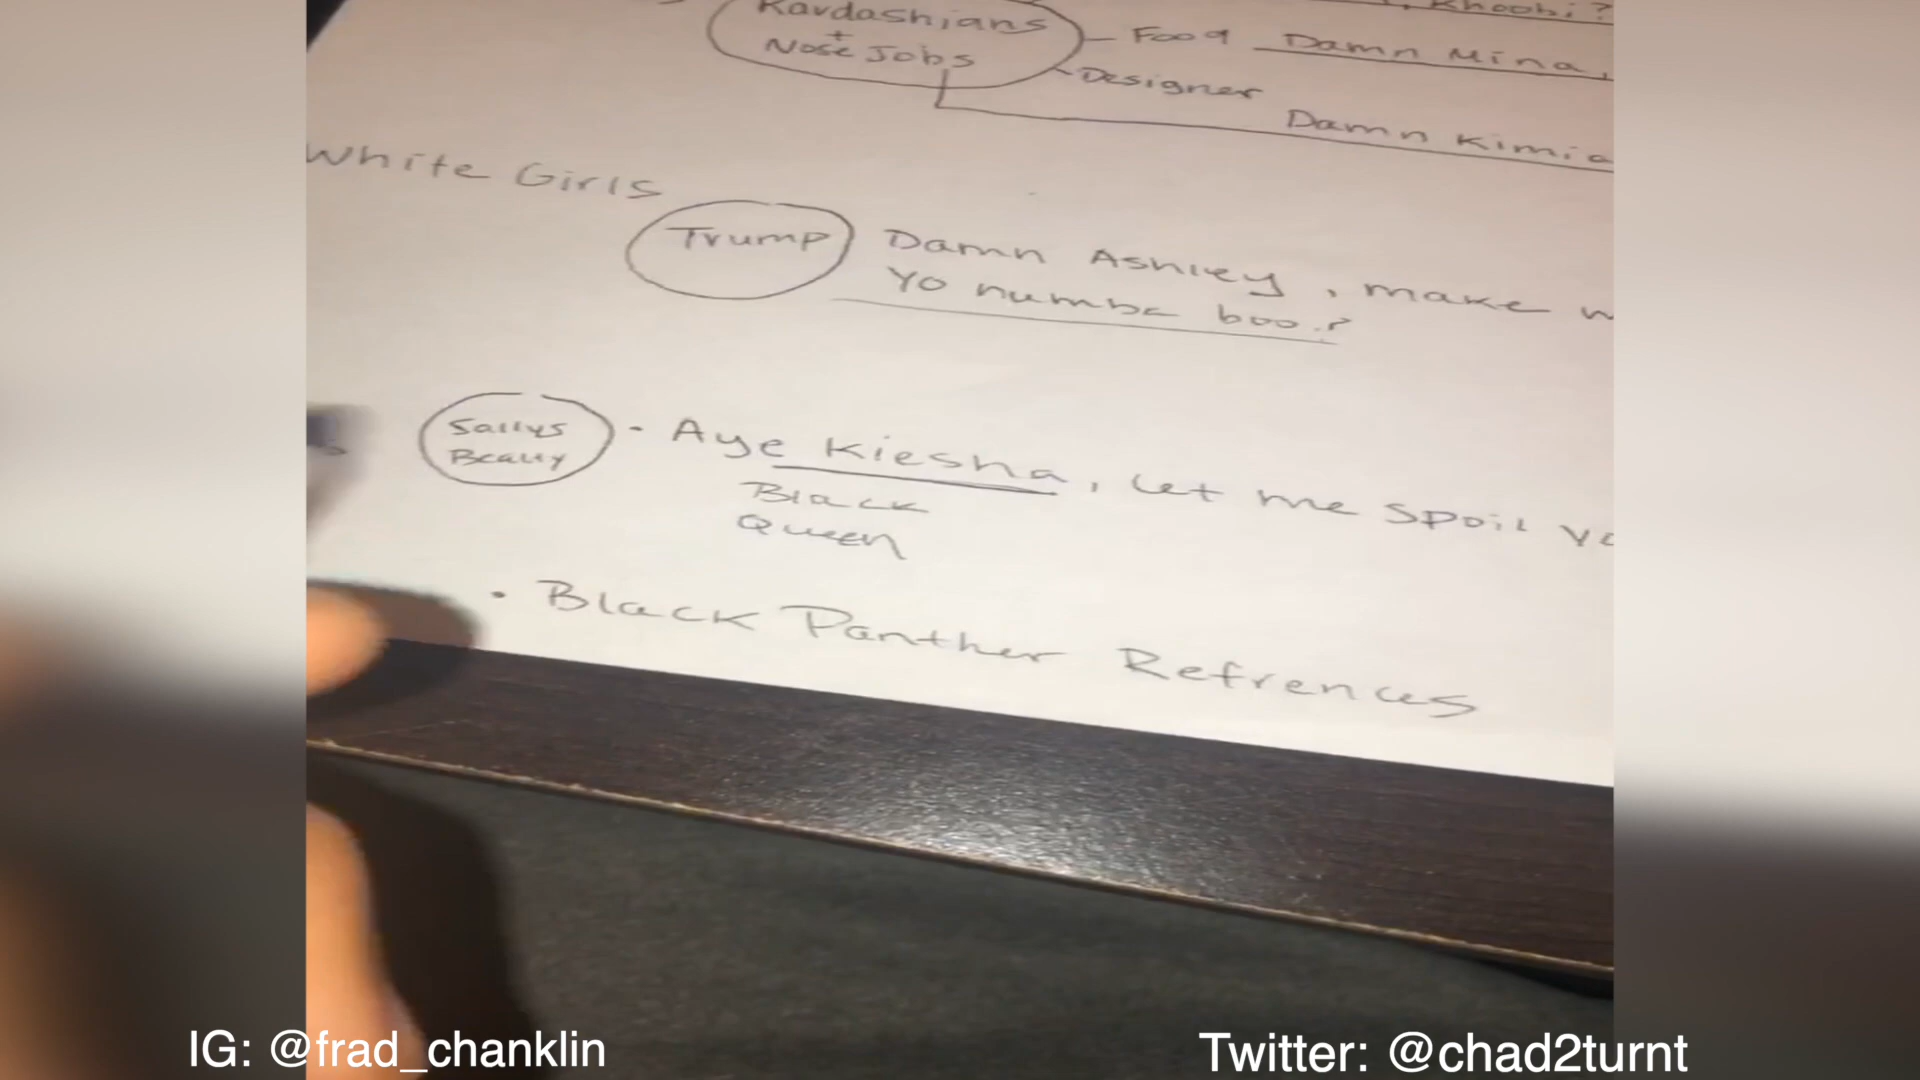 Khoobi?
Kardashians
+
Nose Jobs
Food
Damn Mina,
Designer
Damn Kimia
White Girls
Trump
Damn Ashley, make
Yo numba boo?
Sallys
Beauty
• Aye Kiesha, let me spoil
Black
Queen
• Black Panther Refrences
IG: @frad_chanklin
Twitter: @chad2turnt